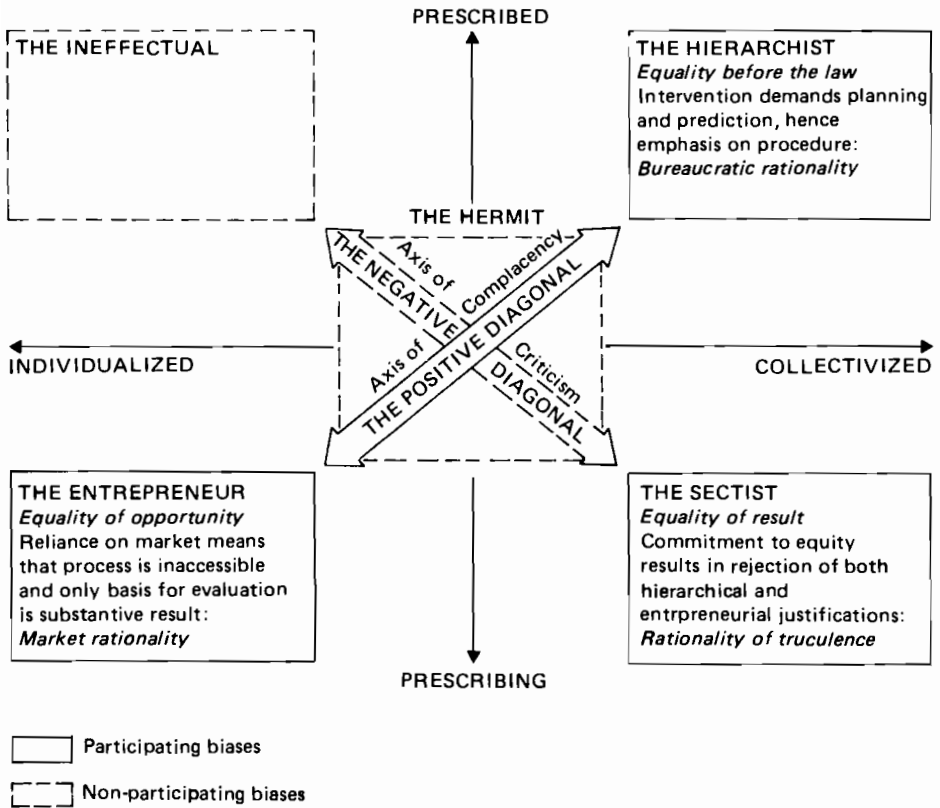 PRESCRIBED
THE INEFFECTUAL
THE HIERARCHIST
Equality before the law
Intervention demands planning
and prediction, hence
emphasis on procedure:
Bureaucratic rationality
THE HERMIT
Axis of
Complacency
THE NEGATIVE
THE POSITIVE DIAGONAL
Axis of
Criticism
DIAGONAL
INDIVIDUALIZED
COLLECTIVIZED
THE ENTREPRENEUR
Equality of opportunity
Reliance on market means
that process is inaccessible
and only basis for evaluation
is substantive result:
Market rationality
THE SECTIST
Equality of result
Commitment to equity
results in rejection of both
hierarchical and
entrpreneurial justifications:
Rationality of truculence
PRESCRIBING
Participating biases
Non-participating biases